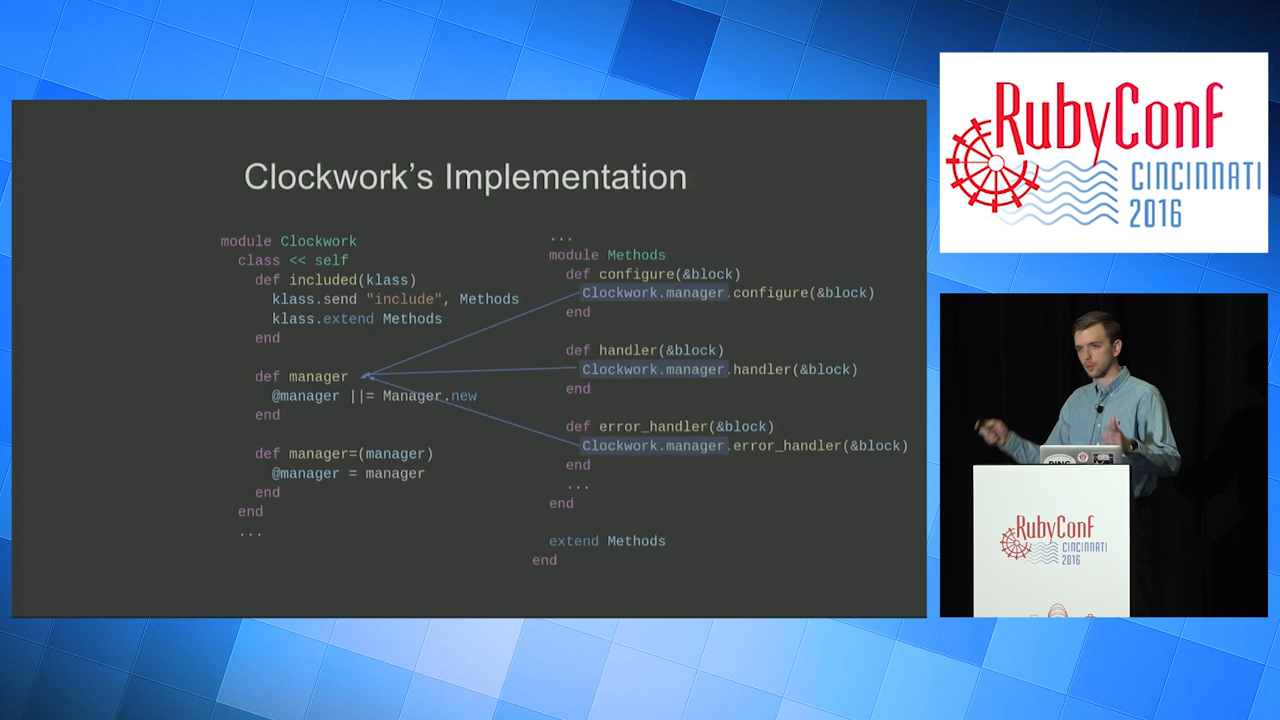 Clockwork's Implementation
module Clockwork
class << self
def included(klass)
klass.send "include", Methods
klass.extend Methods
end
def manager
@manager ||= Manager.new
end
def manager=(manager)
@manager = manager
end
end
...
...
module Methods
def configure(&block)
Clockwork.manager.configure(&block)
end
def handler(&block)
Clockwork.manager.handler(&block)
end
def error_handler(&block)
Clockwork.manager.error_handler(&block)
end
...
end
extend Methods
end
RubyConf
CINCINNATI
2016
RubyConf
CINCINNATI
2016